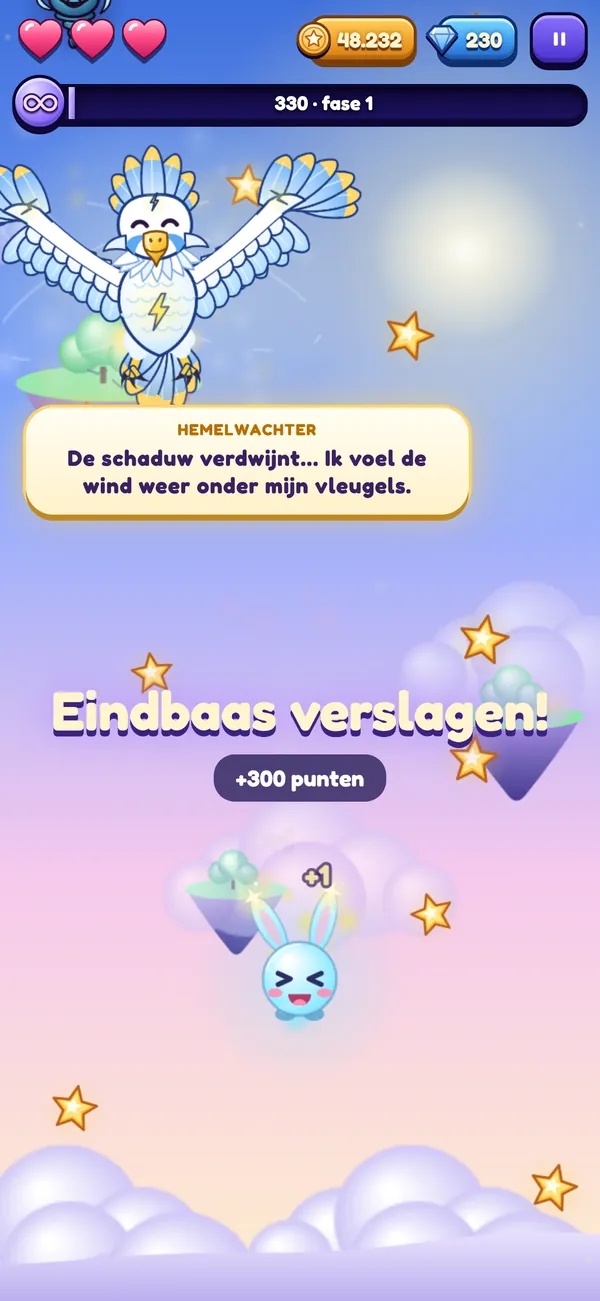 48.232
230
330 · fase 1
HEMELWACHTER
De schaduw verdwijnt... Ik voel de
wind weer onder mijn vleugels.
Eindbaas verslagen!
+300 punten
+1